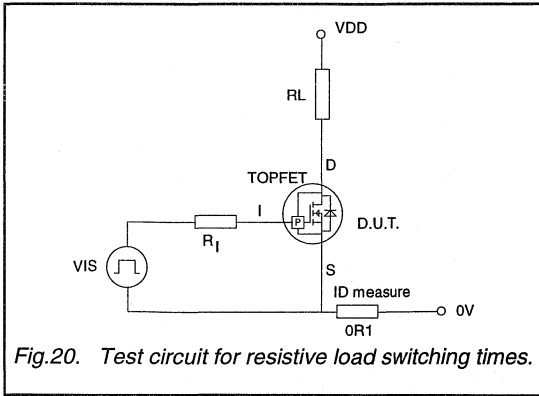 VDD
RL
D
TOPFET
I
P
D.U.T.
RI
VIS
S
ID measure
0V
0R1
Fig.20. Test circuit for resistive load switching times.